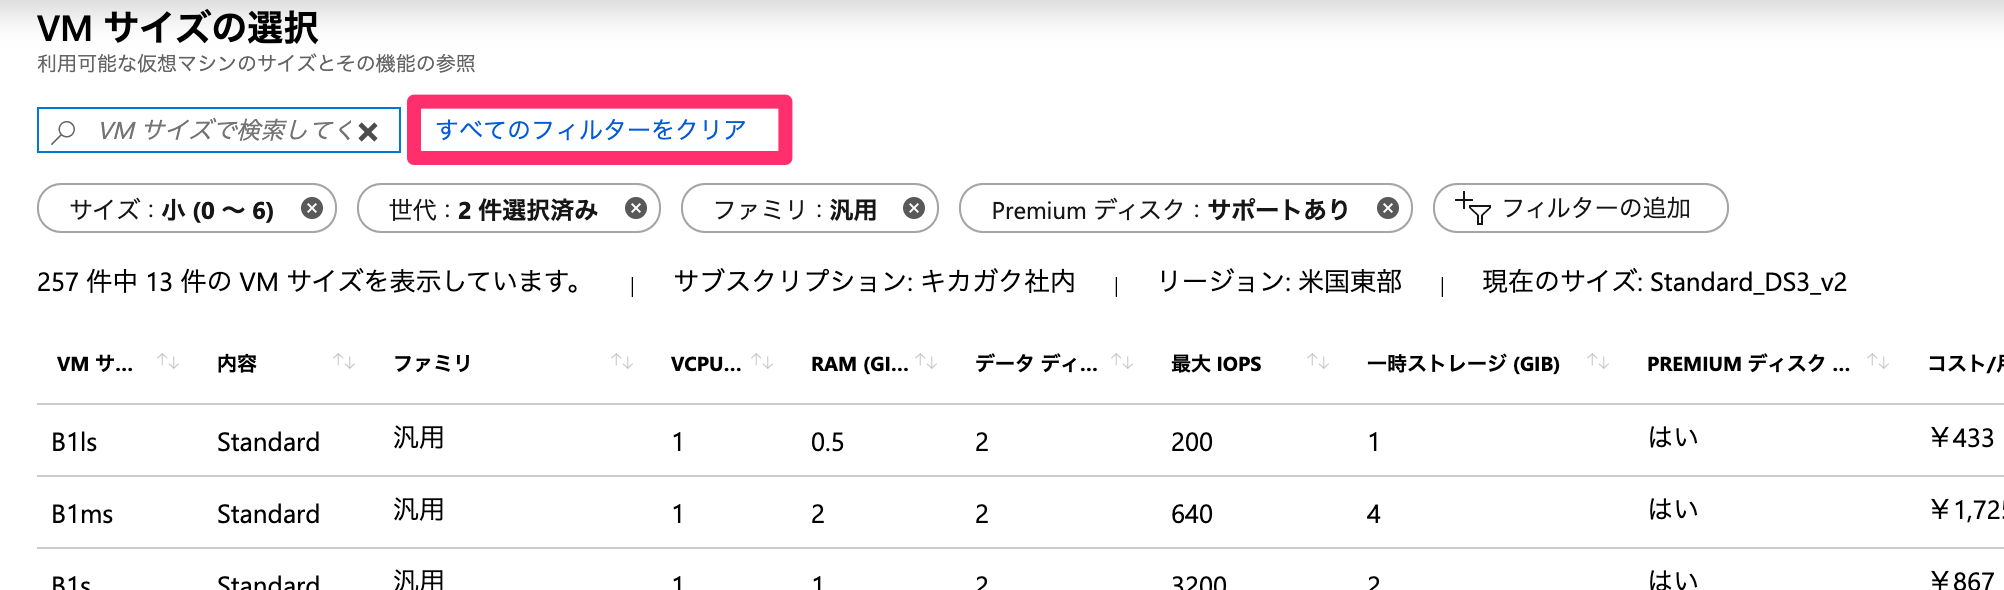 VM サイズの選択
利用可能な仮想マシンのサイズとその機能の参照
VM サイズで検索してく すべてのフィルターをクリア
サイズ : 小 (0 ～ 6) 世代 : 2 件選択済み ファミリ : 汎用 Premium ディスク : サポートあり フィルターの追加
257 件中 13 件の VM サイズを表示しています。 | サブスクリプション: キカガク社内 | リージョン: 米国東部 | 現在のサイズ: Standard_DS3_v2
VM サ... 内容 ファミリ VCPU... RAM (GI... データ ディ... 最大 IOPS 一時ストレージ (GIB) PREMIUM ディスク ... コスト/月
B1ls Standard 汎用 1 0.5 2 200 1 はい ￥433
B1ms Standard 汎用 1 2 2 640 4 はい ￥1,725
B1s Standard 汎用 1 1 2 3200 2 はい ￥867